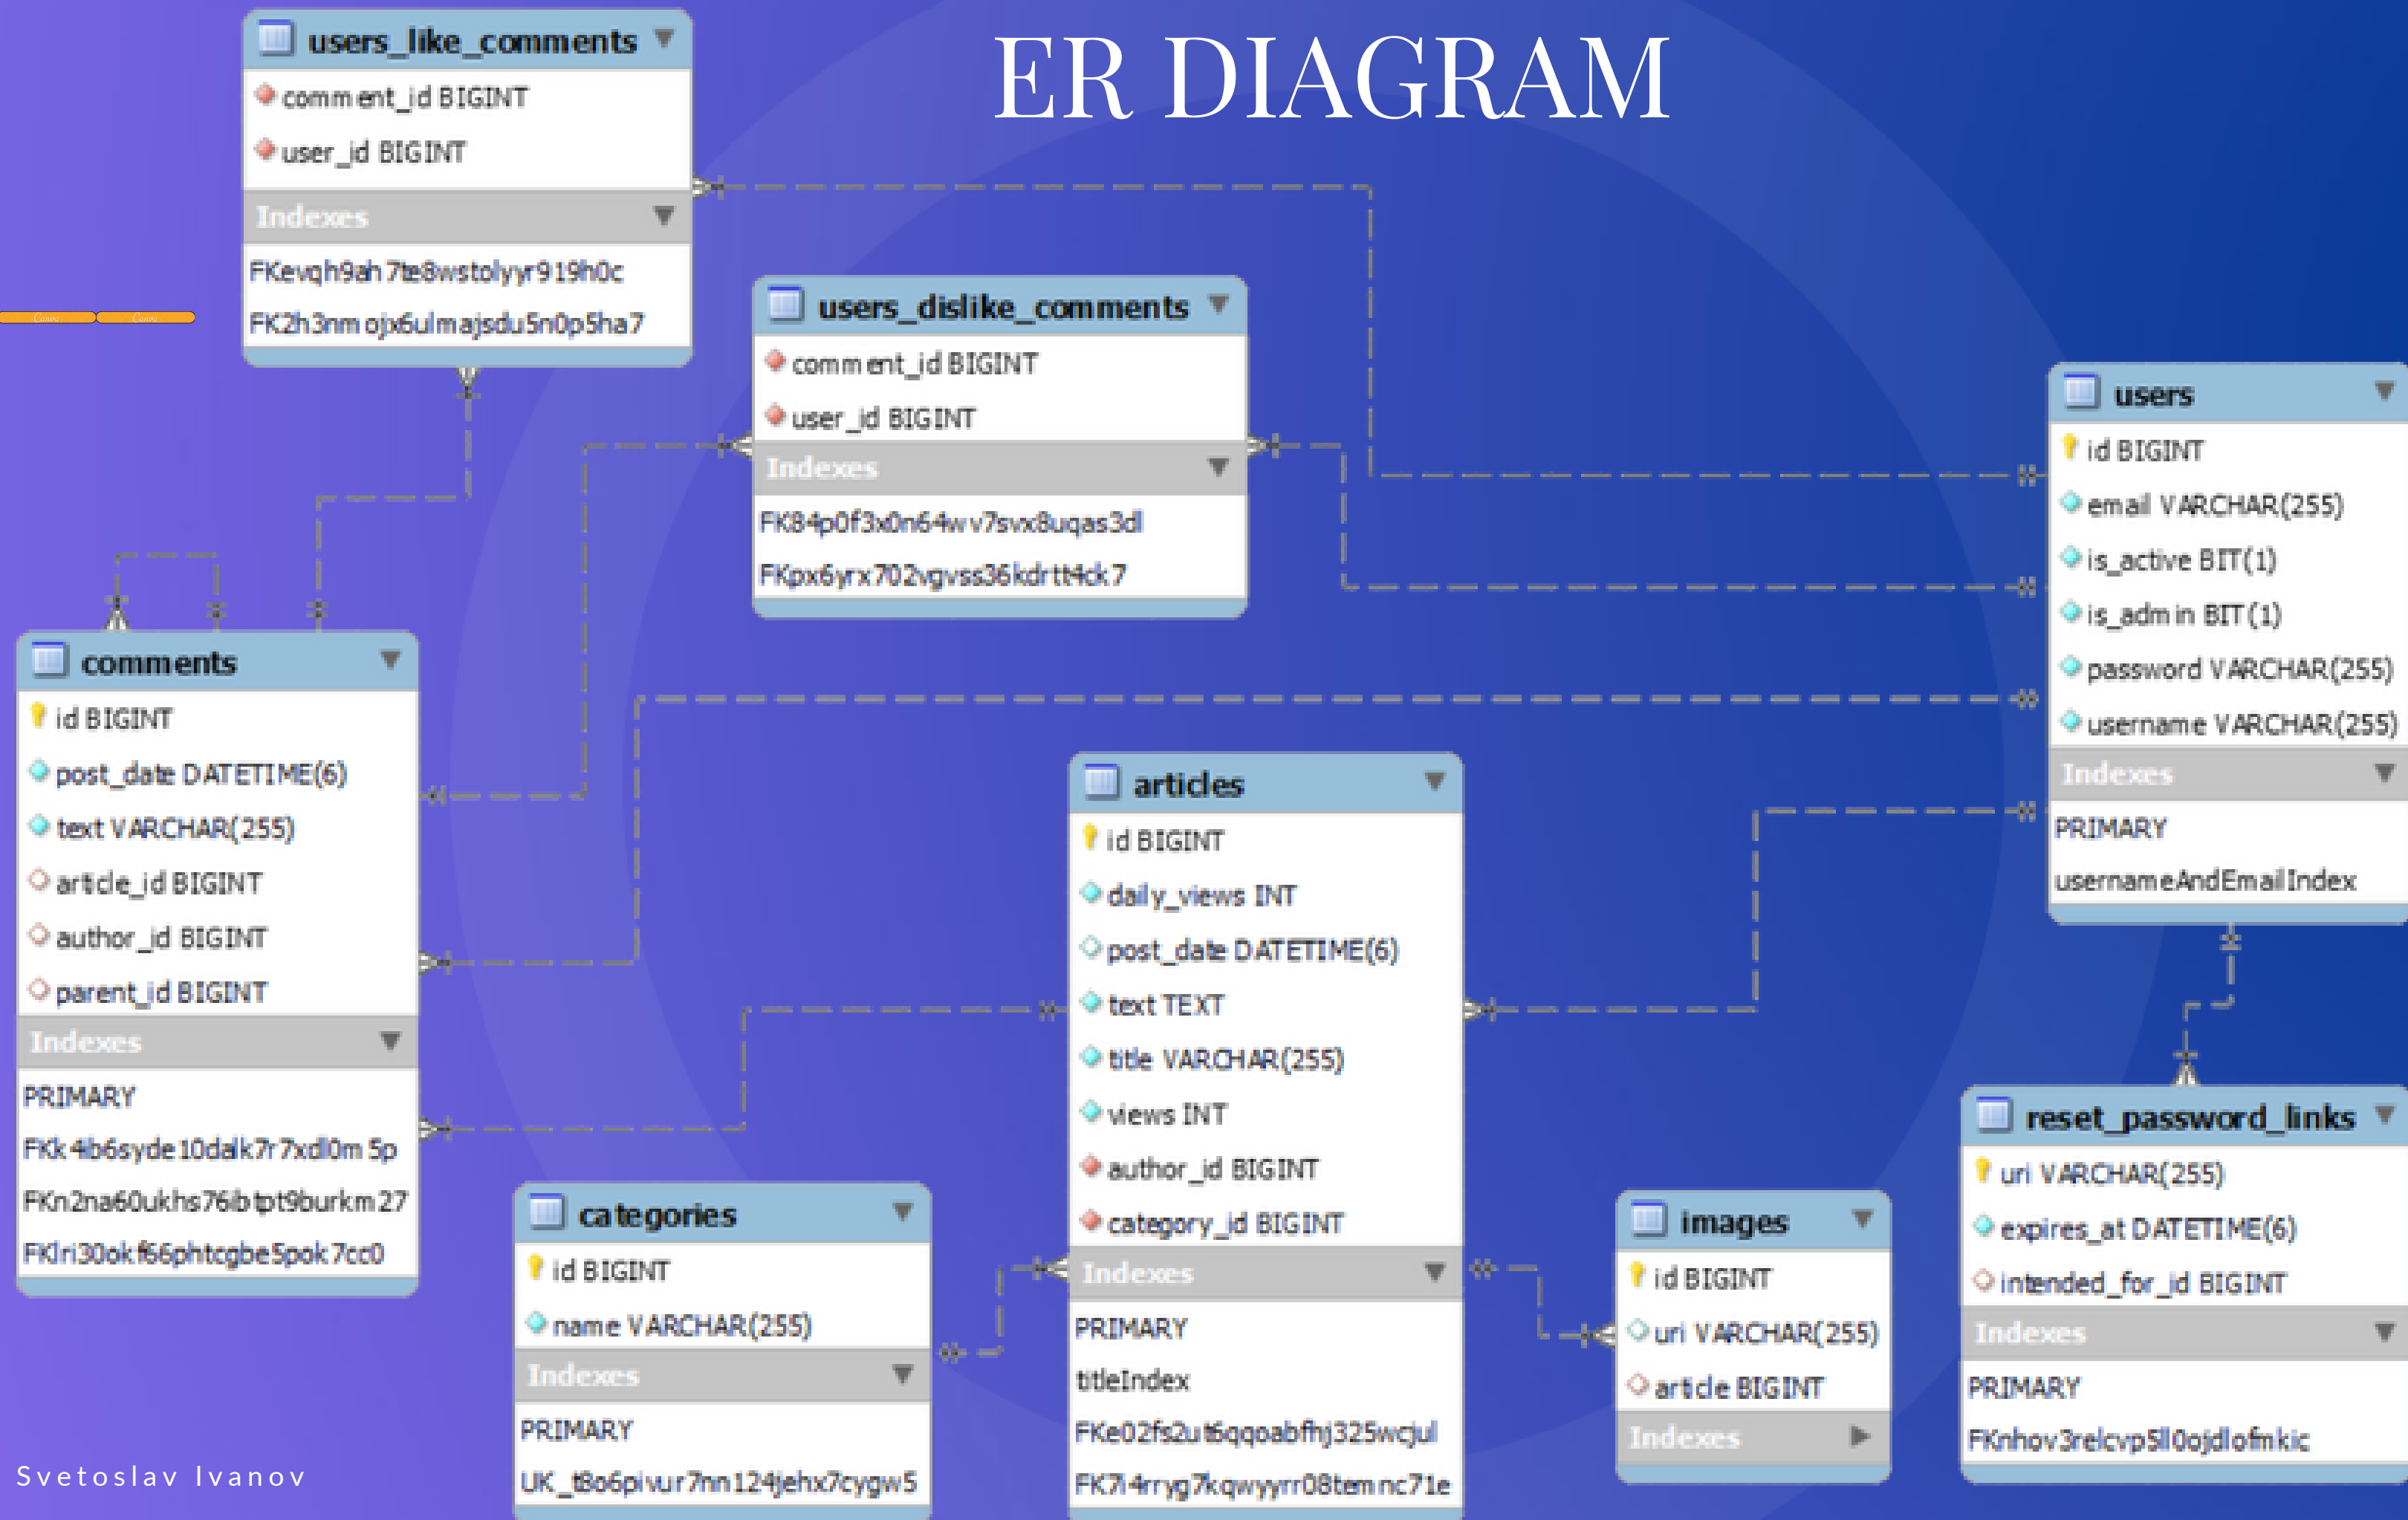 ER DIAGRAM
users_like_comments
comment_id BIGINT
user_id BIGINT
Indexes
FKevqh9ah7te8wstolyyr919h0c
FK2h3nmojx6ulmajsdu5n0p5ha7
Canva
Canva
users_dislike_comments
comment_id BIGINT
user_id BIGINT
Indexes
FK84p0f3x0n64wv7svx8uqas3dl
FKpx6yrx702vgvss36kdrtt4ck7
users
id BIGINT
email VARCHAR(255)
is_active BIT(1)
is_admin BIT(1)
password VARCHAR(255)
username VARCHAR(255)
Indexes
PRIMARY
usernameAndEmailIndex
comments
id BIGINT
post_date DATETIME(6)
text VARCHAR(255)
article_id BIGINT
author_id BIGINT
parent_id BIGINT
Indexes
PRIMARY
FKk4ib6syde10dalk7r7xdl0m5p
FKn2na60ukhs76ibtpt9burkm27
FKlri30okf66phtcgbe5pok7cc0
articles
id BIGINT
daily_views INT
post_date DATETIME(6)
text TEXT
title VARCHAR(255)
views INT
author_id BIGINT
category_id BIGINT
Indexes
PRIMARY
titleIndex
FKe02fs2ut6qqoabfhj325wcjul
FK7i4rryg7kqwyyrr08temnc71e
categories
id BIGINT
name VARCHAR(255)
Indexes
PRIMARY
UK_t8o6pivur7nn124jehx7cygw5
images
id BIGINT
uri VARCHAR(255)
article BIGINT
Indexes
reset_password_links
uri VARCHAR(255)
expires_at DATETIME(6)
intended_for_id BIGINT
Indexes
PRIMARY
FKnhov3relcvp5ll0ojdlofmkic
Svetoslav Ivanov